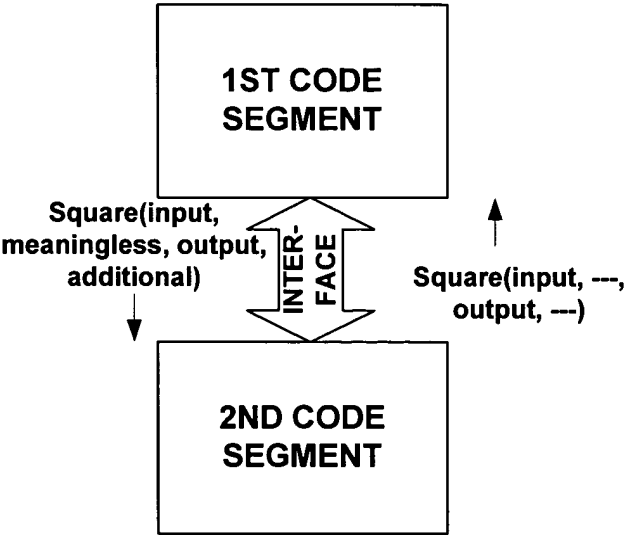 1ST CODE
SEGMENT
Square(input,
meaningless, output,
additional)
INTER-
FACE
Square(input, ---,
output, ---)
2ND CODE
SEGMENT